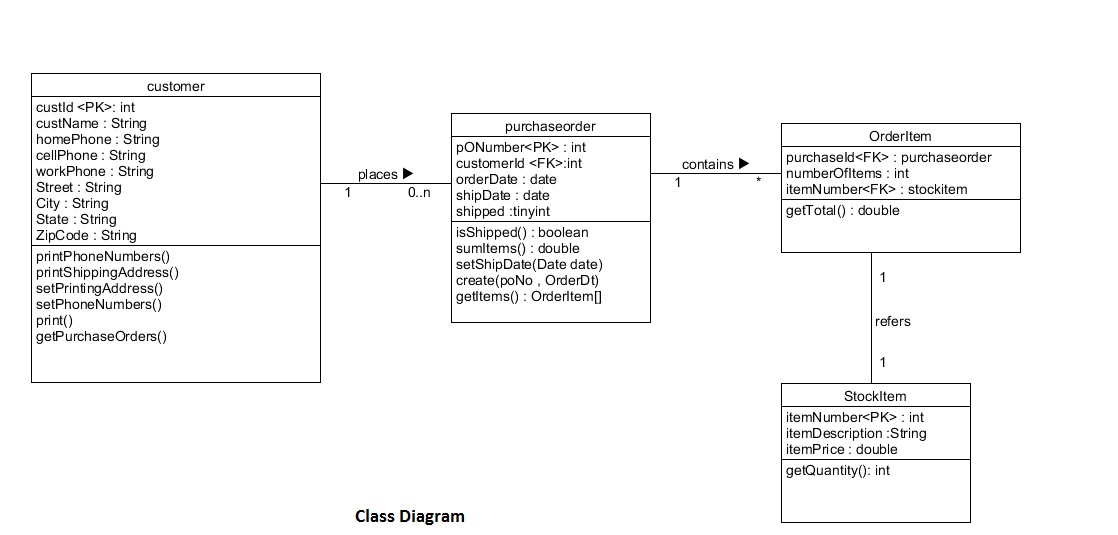 customer
custId <PK>: int
custName : String
homePhone : String
cellPhone : String
workPhone : String
Street : String
City : String
State : String
ZipCode : String
printPhoneNumbers()
printShippingAddress()
setPrintingAddress()
setPhoneNumbers()
print()
getPurchaseOrders()
places ▶
1 0..n
purchaseorder
pONumber<PK> : int
customerId <FK>:int
orderDate : date
shipDate : date
shipped :tinyint
isShipped() : boolean
sumItems() : double
setShipDate(Date date)
create(poNo , OrderDt)
getItems() : OrderItem[]
contains ▶
1 *
OrderItem
purchaseId<FK> : purchaseorder
numberOfItems : int
itemNumber<FK> : stockitem
getTotal() : double
1
refers
1
StockItem
itemNumber<PK> : int
itemDescription :String
itemPrice : double
getQuantity(): int
Class Diagram